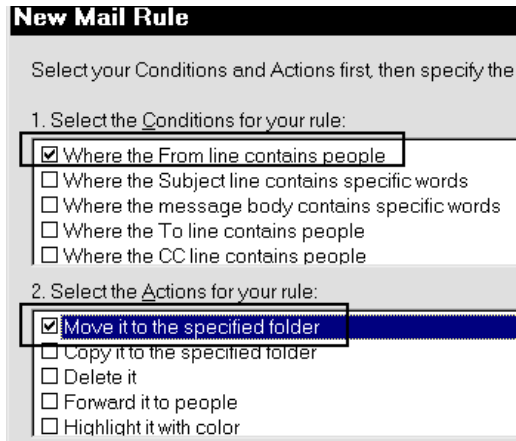 New Mail Rule
Select your Conditions and Actions first, then specify the
1. Select the Conditions for your rule:
Where the From line contains people
Where the Subject line contains specific words
Where the message body contains specific words
Where the To line contains people
Where the CC line contains people
2. Select the Actions for your rule:
Move it to the specified folder
Copy it to the specified folder
Delete it
Forward it to people
Highlight it with color